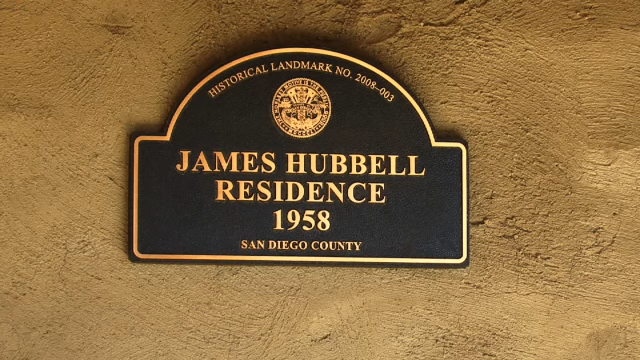 HISTORICAL LANDMARK NO. 2008-003
JAMES HUBBELL
RESIDENCE
1958
SAN DIEGO COUNTY